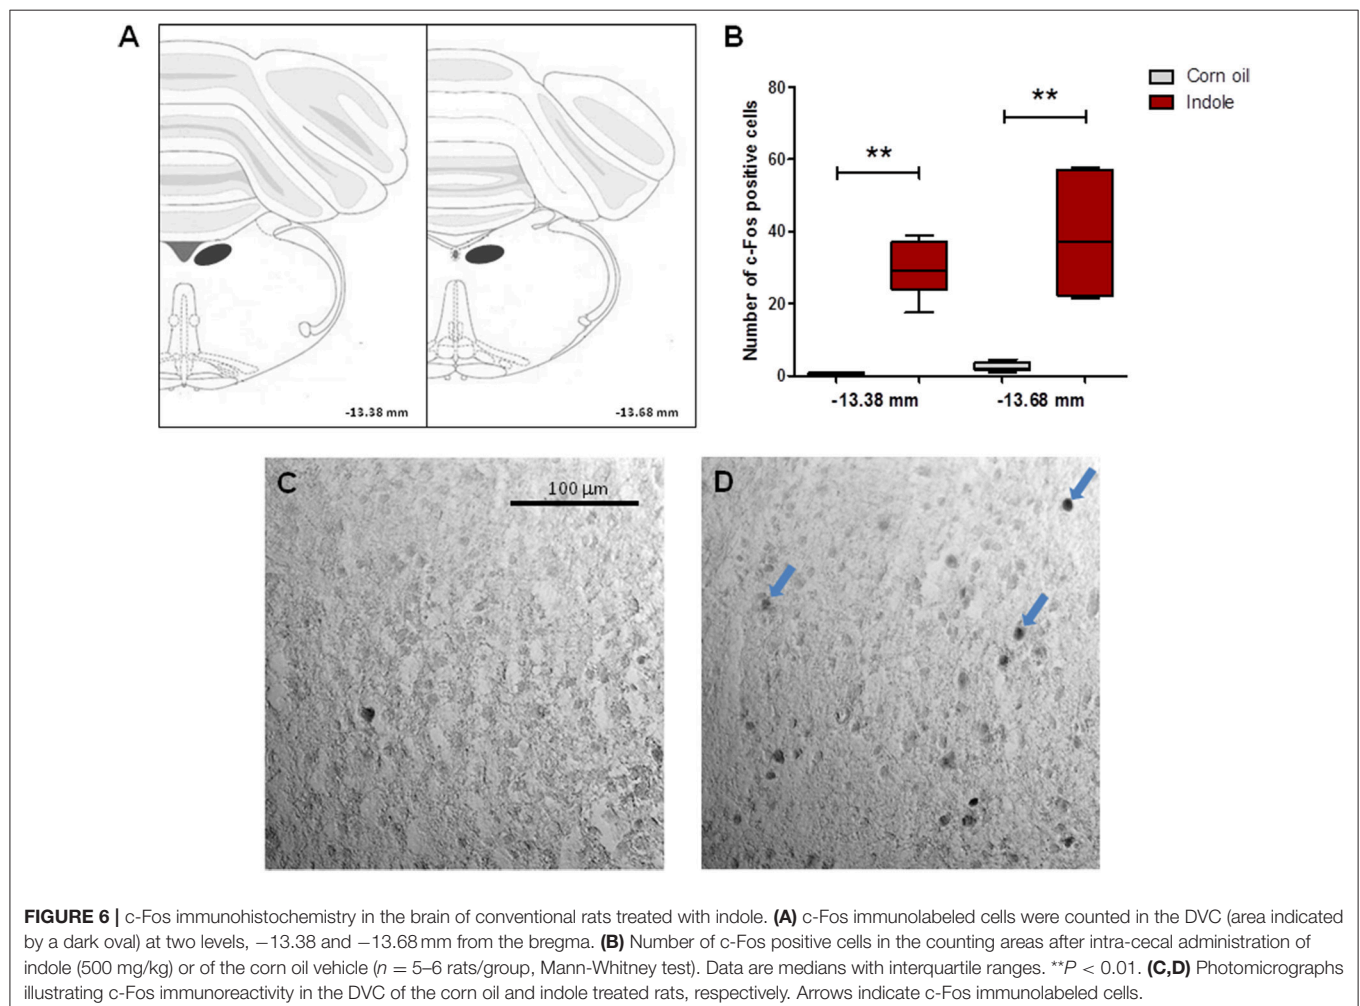 A
-13.38 mm
-13.68 mm
B
Corn oil
Indole
Number of c-Fos positive cells
80
60
40
20
0
**
**
-13.38 mm
-13.68 mm
C
100 µm
D
FIGURE 6 | c-Fos immunohistochemistry in the brain of conventional rats treated with indole. (A) c-Fos immunolabeled cells were counted in the DVC (area indicated
by a dark oval) at two levels, −13.38 and −13.68 mm from the bregma. (B) Number of c-Fos positive cells in the counting areas after intra-cecal administration of
indole (500 mg/kg) or of the corn oil vehicle (n = 5–6 rats/group, Mann-Whitney test). Data are medians with interquartile ranges. **P < 0.01. (C,D) Photomicrographs
illustrating c-Fos immunoreactivity in the DVC of the corn oil and indole treated rats, respectively. Arrows indicate c-Fos immunolabeled cells.